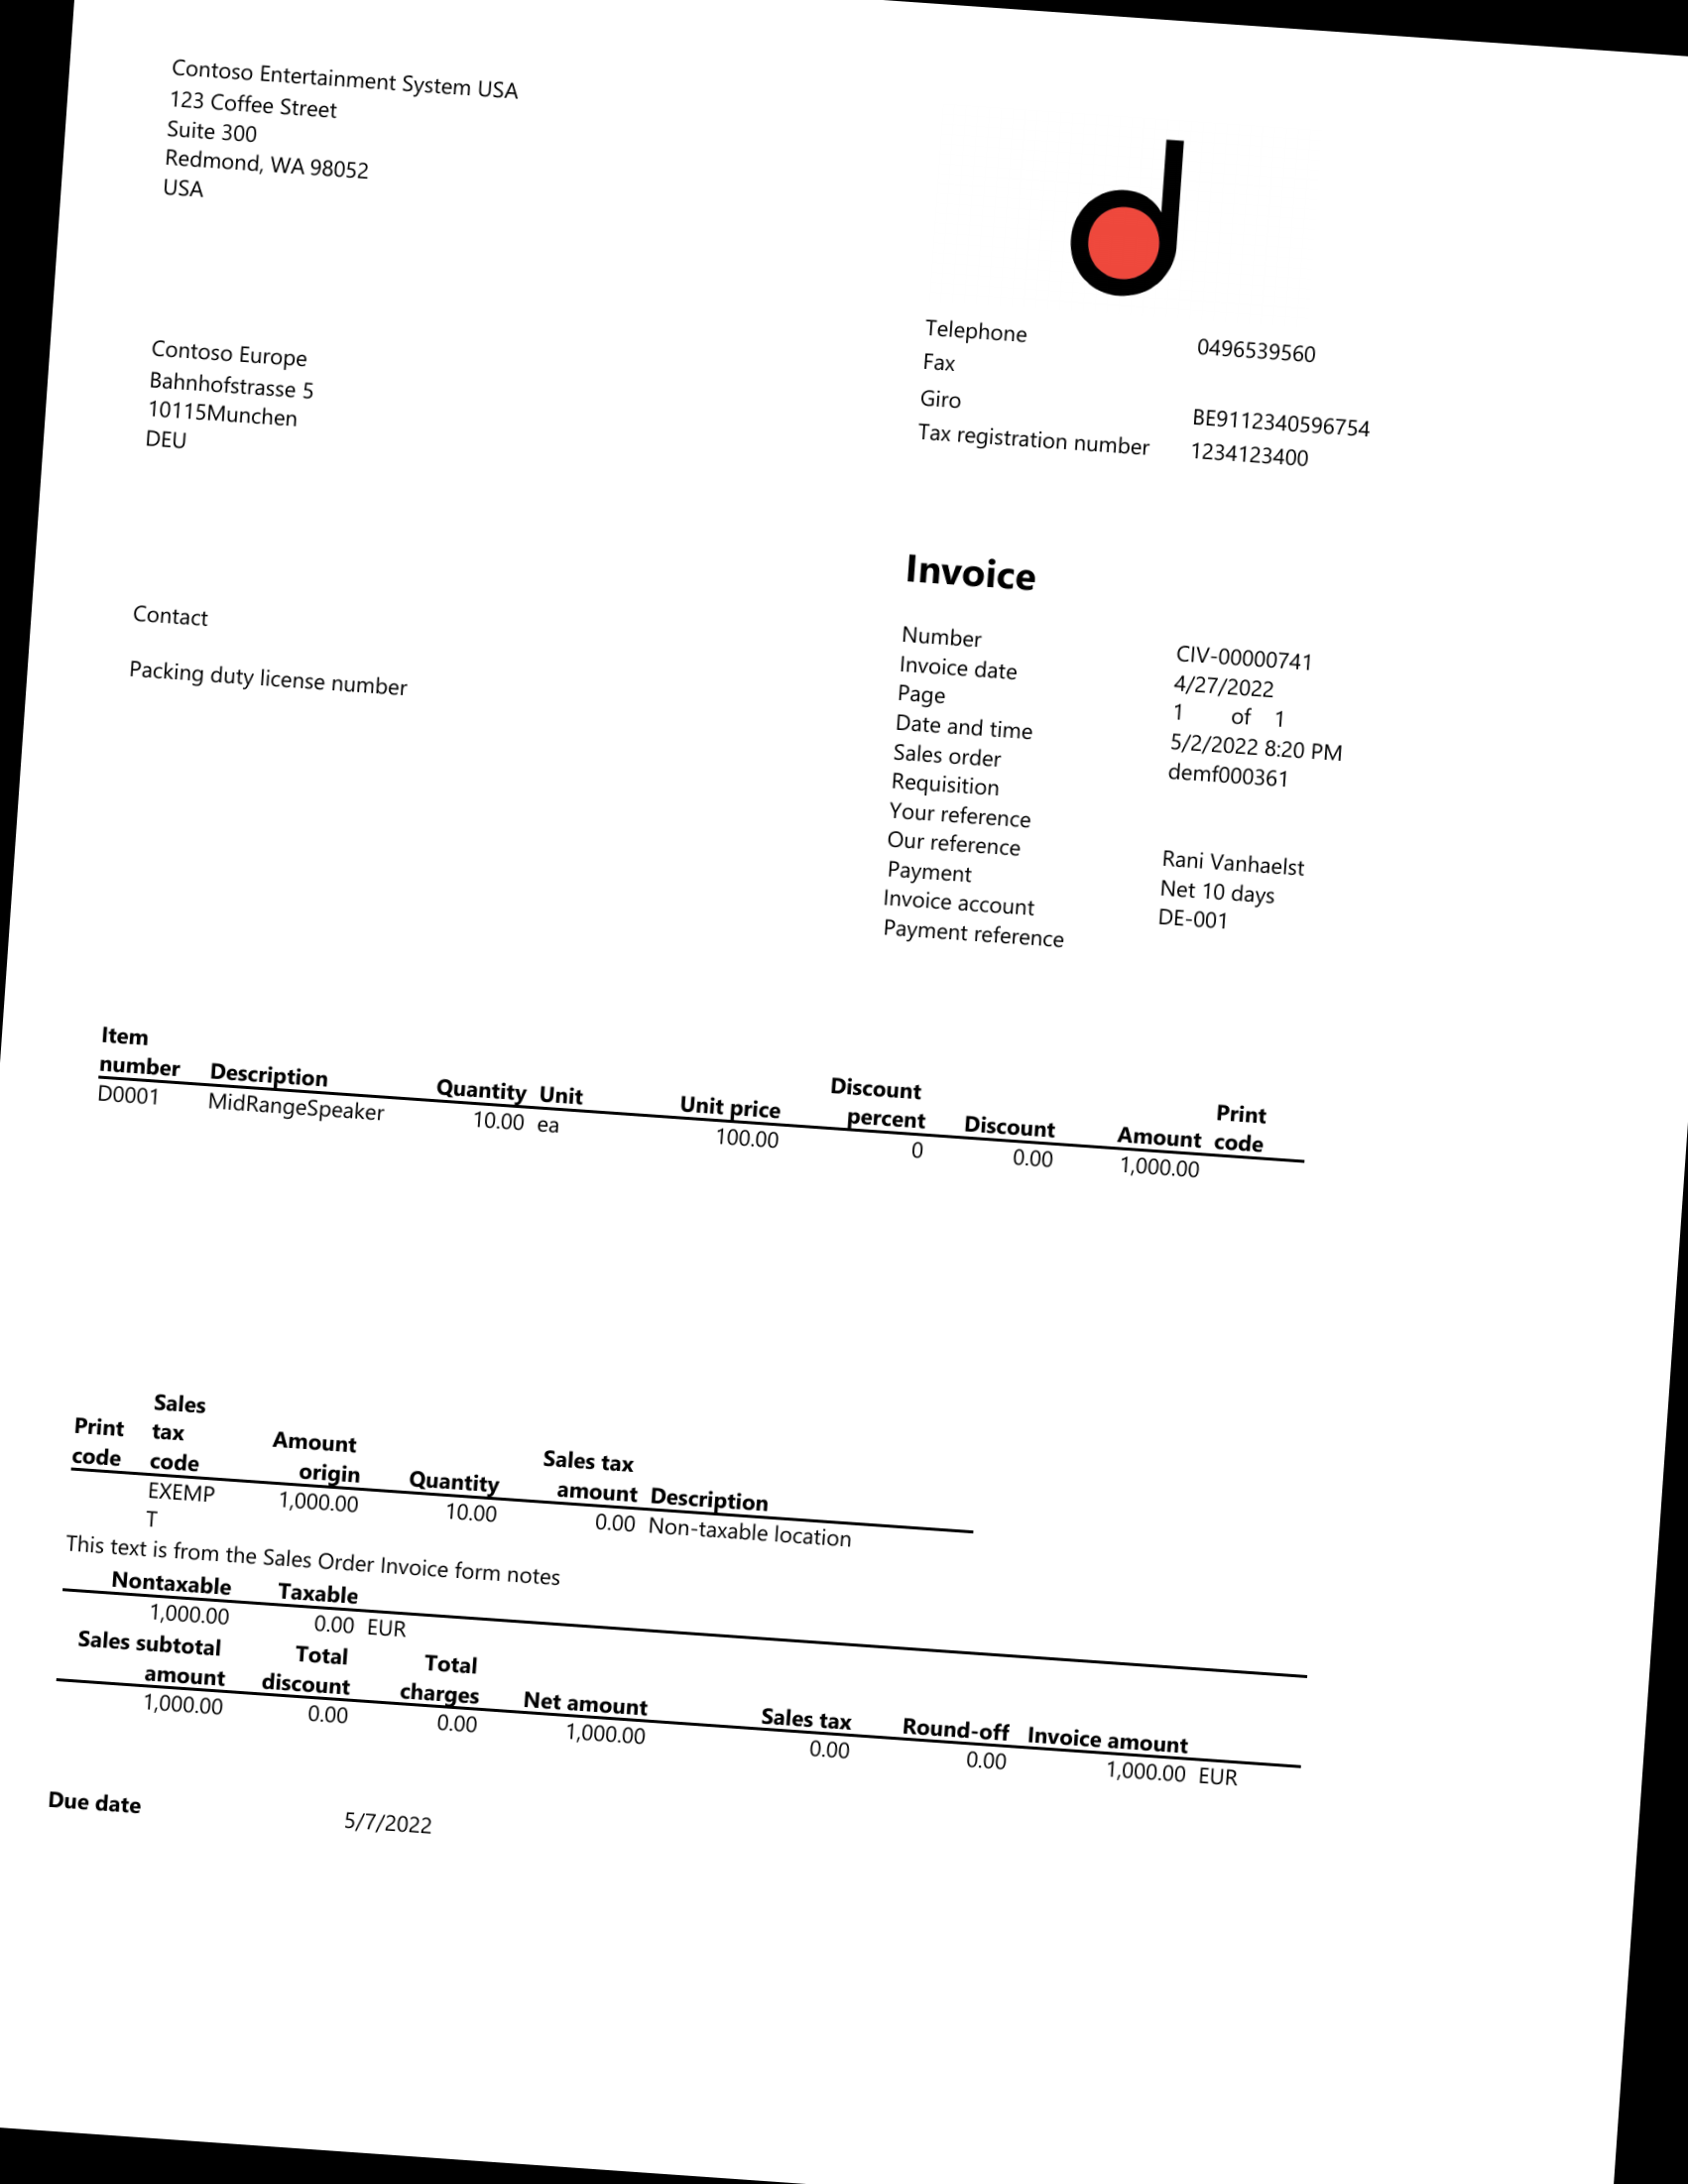 Contoso Entertainment System USA
123 Coffee Street
Suite 300
Redmond, WA 98052
USA
Contoso Europe
Bahnhofstrasse 5
10115Munchen
DEU
Telephone 0496539560
Fax
Giro BE9112340596754
Tax registration number 1234123400
Invoice
Contact
Packing duty license number
Number CIV-00000741
Invoice date 4/27/2022
Page 1 of 1
Date and time 5/2/2022 8:20 PM
Sales order demf000361
Requisition
Your reference
Our reference Rani Vanhaelst
Payment Net 10 days
Invoice account DE-001
Payment reference
Item
number Description Quantity Unit Unit price Discount percent Discount Amount Print code
D0001 MidRangeSpeaker 10.00 ea 100.00 0 0.00 1,000.00
Print code Sales tax code Amount origin Quantity Sales tax amount Description
EXEMP 1,000.00 10.00 0.00 Non-taxable location
T
This text is from the Sales Order Invoice form notes
Nontaxable Taxable
1,000.00 0.00 EUR
Sales subtotal amount Total discount Total charges Net amount Sales tax Round-off Invoice amount
1,000.00 0.00 0.00 1,000.00 0.00 0.00 1,000.00 EUR
Due date 5/7/2022